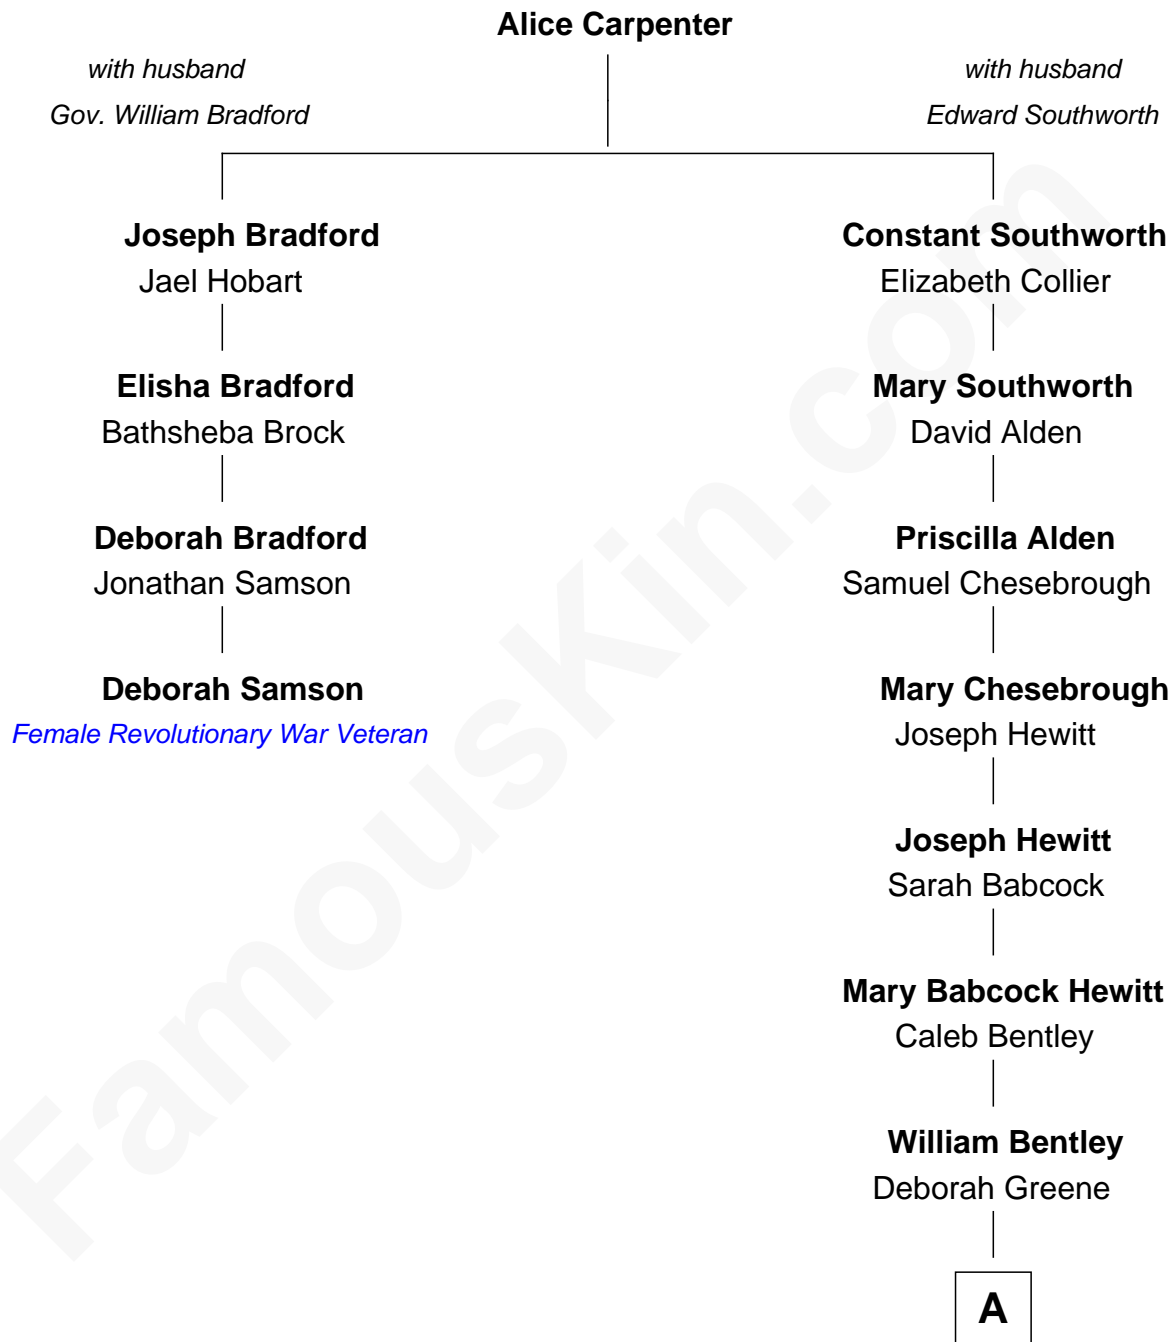 Alice Carpenter
with husband
Gov. William Bradford
with husband
Edward Southworth
Joseph Bradford
Jael Hobart
Constant Southworth
Elizabeth Collier
Elisha Bradford
Bathsheba Brock
Mary Southworth
David Alden
Deborah Bradford
Jonathan Samson
Priscilla Alden
Samuel Chesebrough
Deborah Samson
Female Revolutionary War Veteran
Mary Chesebrough
Joseph Hewitt
Joseph Hewitt
Sarah Babcock
Mary Babcock Hewitt
Caleb Bentley
William Bentley
Deborah Greene
A
FamousKin.com